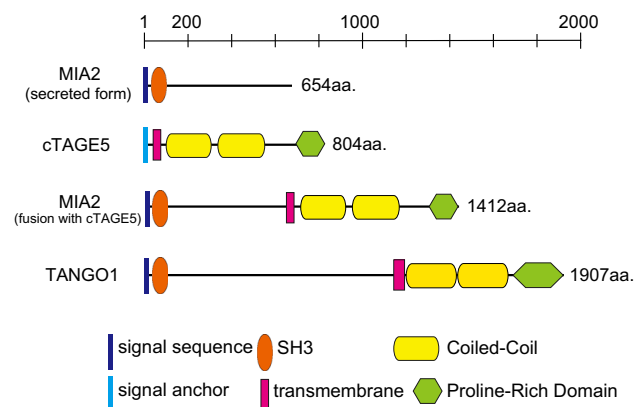 1 200 1000 2000
MIA2
(secreted form)
654aa.
cTAGE5
804aa.
MIA2
(fusion with cTAGE5)
1412aa.
TANGO1
1907aa.
signal sequence SH3 Coiled-Coil
signal anchor transmembrane Proline-Rich Domain